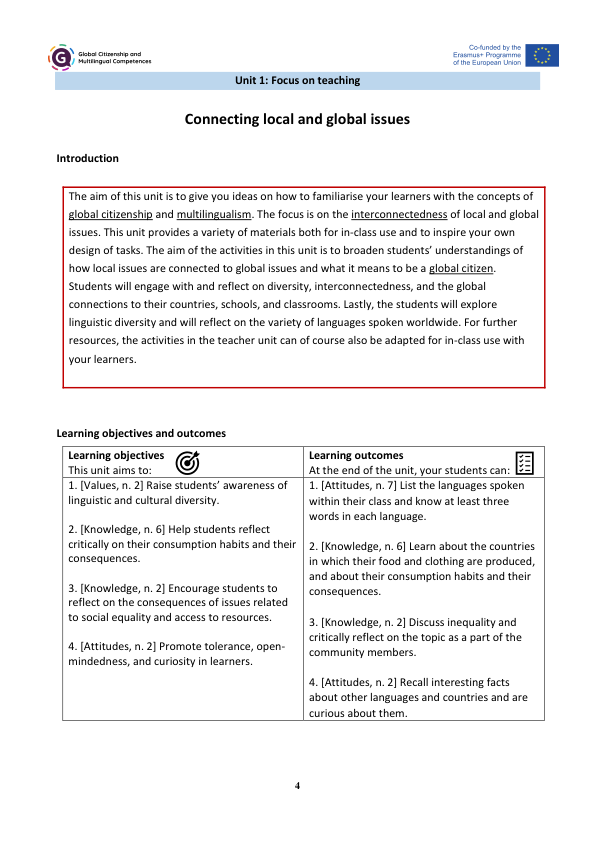 Global Citizenship and
Multilingual Competences
Co-funded by the
Erasmus+ Programme
of the European Union
Unit 1: Focus on teaching
Connecting local and global issues
Introduction
The aim of this unit is to give you ideas on how to familiarise your learners with the concepts of
global citizenship and multilingualism. The focus is on the interconnectedness of local and global
issues. This unit provides a variety of materials both for in-class use and to inspire your own
design of tasks. The aim of the activities in this unit is to broaden students’ understandings of
how local issues are connected to global issues and what it means to be a global citizen.
Students will engage with and reflect on diversity, interconnectedness, and the global
connections to their countries, schools, and classrooms. Lastly, the students will explore
linguistic diversity and will reflect on the variety of languages spoken worldwide. For further
resources, the activities in the teacher unit can of course also be adapted for in-class use with
your learners.
Learning objectives and outcomes
Learning objectives
This unit aims to:
1. [Values, n. 2] Raise students’ awareness of
linguistic and cultural diversity.
2. [Knowledge, n. 6] Help students reflect
critically on their consumption habits and their
consequences.
3. [Knowledge, n. 2] Encourage students to
reflect on the consequences of issues related
to social equality and access to resources.
4. [Attitudes, n. 2] Promote tolerance, open-
mindedness, and curiosity in learners.
Learning outcomes
At the end of the unit, your students can:
1. [Attitudes, n. 7] List the languages spoken
within their class and know at least three
words in each language.
2. [Knowledge, n. 6] Learn about the countries
in which their food and clothing are produced,
and about their consumption habits and their
consequences.
3. [Knowledge, n. 2] Discuss inequality and
critically reflect on the topic as a part of the
community members.
4. [Attitudes, n. 2] Recall interesting facts
about other languages and countries and are
curious about them.
4